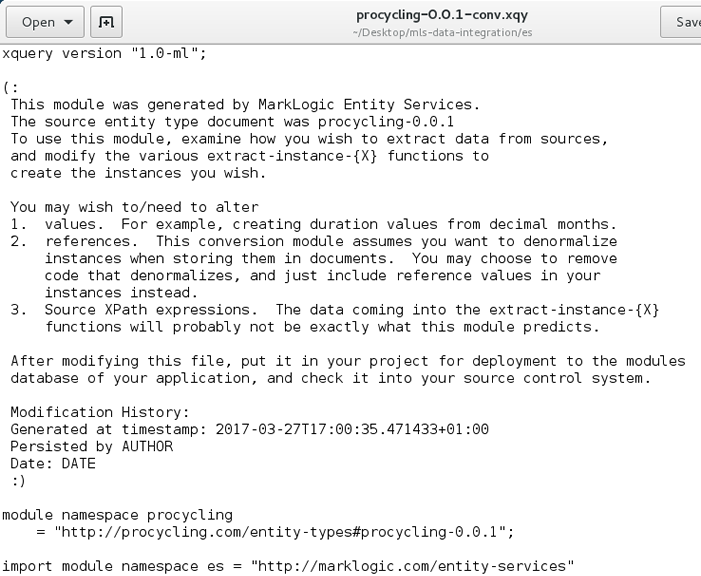 Open
procycling-0.0.1-conv.xqy
~/Desktop/mls-data-integration/es
Save
xquery version "1.0-ml";
(:
This module was generated by MarkLogic Entity Services.
The source entity type document was procycling-0.0.1
To use this module, examine how you wish to extract data from sources,
and modify the various extract-instance-{X} functions to
create the instances you wish.
You may wish to/need to alter
1.  values.  For example, creating duration values from decimal months.
2.  references.  This conversion module assumes you want to denormalize
instances when storing them in documents.  You may choose to remove
code that denormalizes, and just include reference values in your
instances instead.
3.  Source XPath expressions.  The data coming into the extract-instance-{X}
functions will probably not be exactly what this module predicts.
After modifying this file, put it in your project for deployment to the modules
database of your application, and check it into your source control system.
Modification History:
Generated at timestamp: 2017-03-27T17:00:35.471433+01:00
Persisted by AUTHOR
Date: DATE
:)
module namespace procycling
= "http://procycling.com/entity-types#procycling-0.0.1";
import module namespace es = "http://marklogic.com/entity-services"